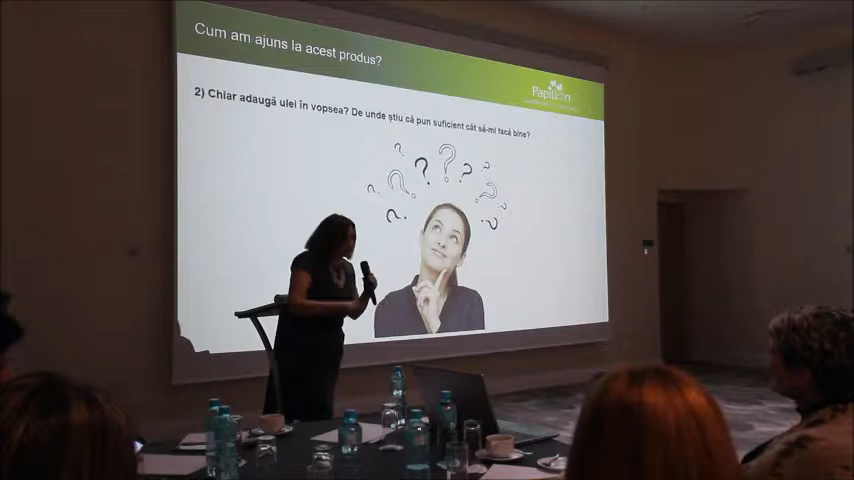 Cum am ajuns la acest produs?
Papillon
2) Chiar adaugă ulei în vopsea? De unde știu că pun suficient cât să-mi facă bine?